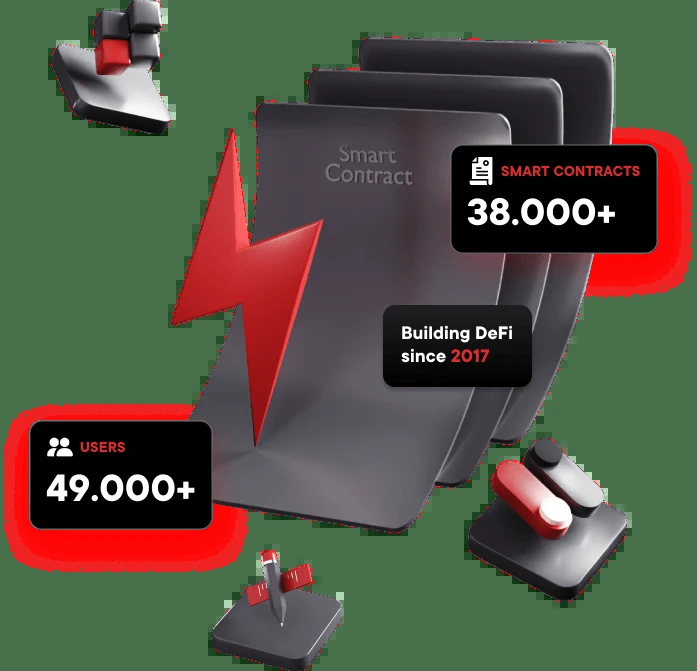 Smart
Contract
SMART CONTRACTS
38.000+
Building DeFi
since 2017
USERS
49.000+